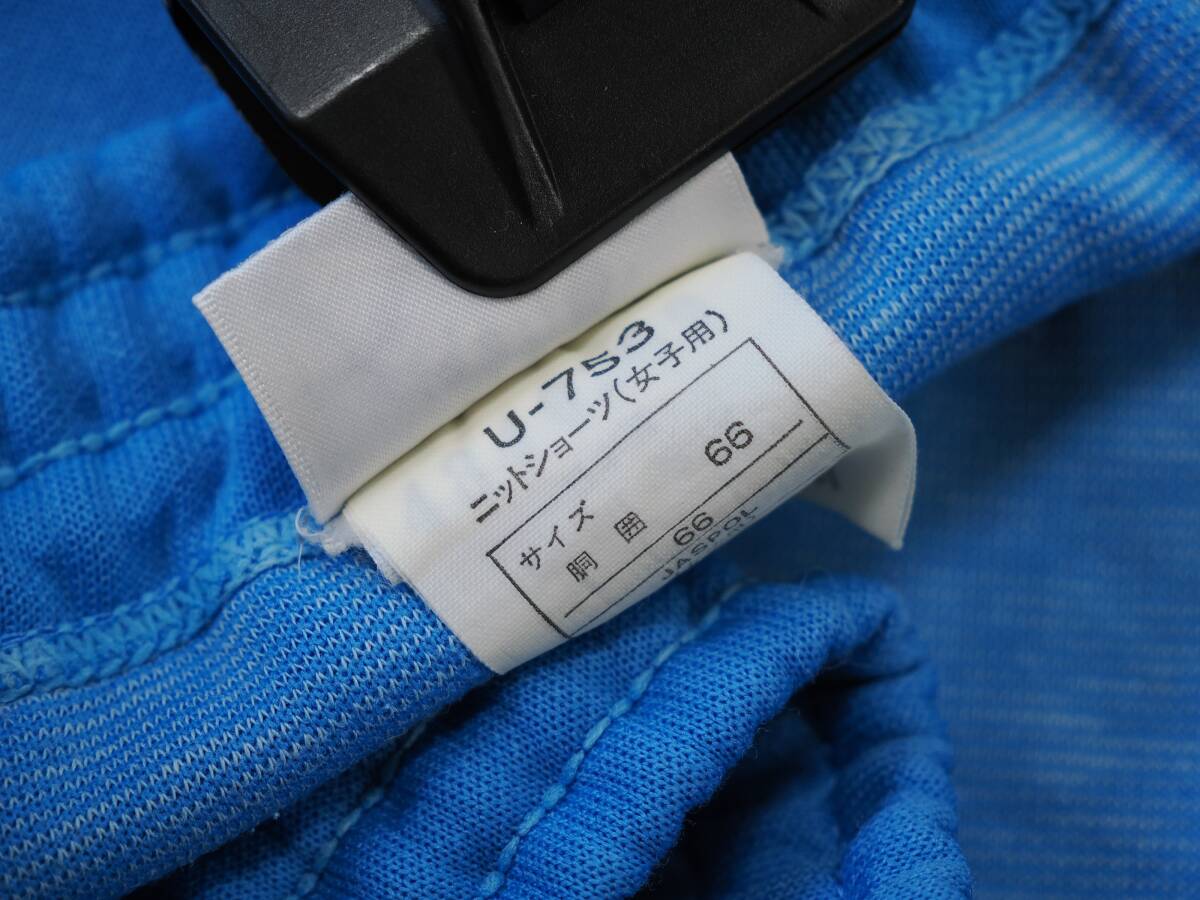 U-753
ニットショーツ(女子用)
サイズ 66
胴囲 66
JASPOL